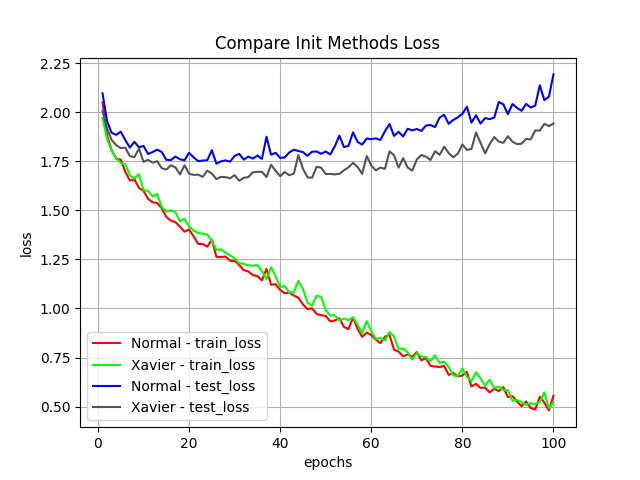 Compare Init Methods Loss
2.25
2.00
1.75
1.50
1.25
1.00
0.75
0.50
loss
Normal - train_loss
Xavier - train_loss
Normal - test_loss
Xavier - test_loss
0
20
40
60
80
100
epochs